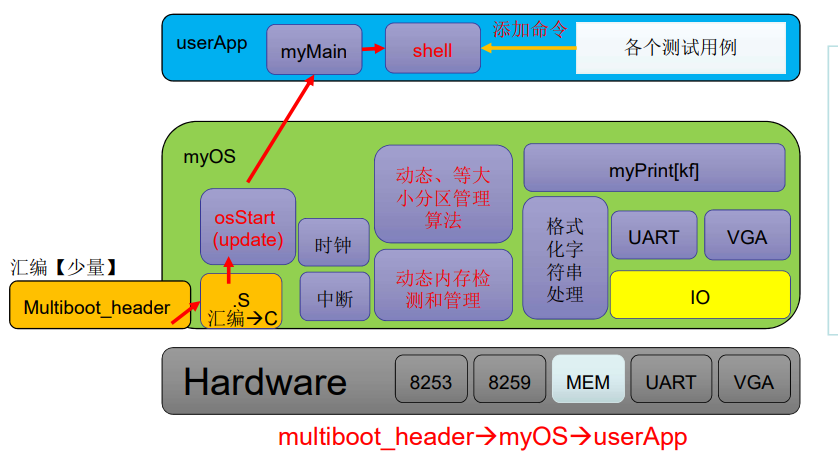 userApp
myMain
shell
添加命令
各个测试用例
myOS
osStart
(update)
时钟
中断
动态、等大
小分区管理
算法
动态内存检
测和管理
myPrint[kf]
格式
化字
符串
处理
UART
VGA
IO
汇编【少量】
Multiboot_header
.S
汇编→C
Hardware
8253
8259
MEM
UART
VGA
multiboot_header→myOS→userApp